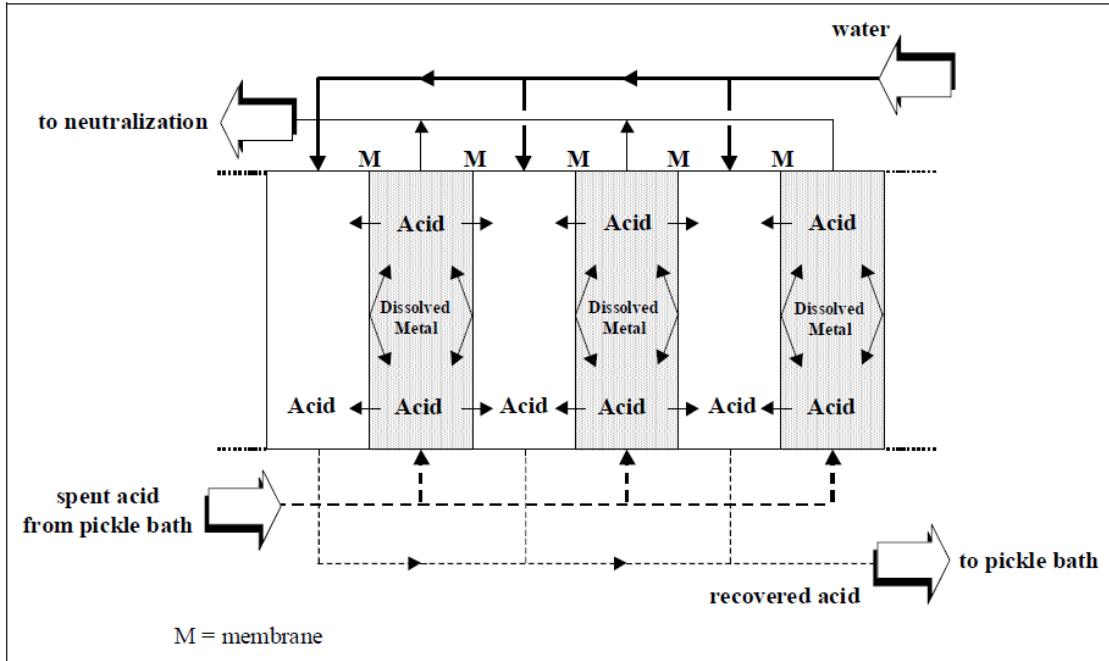 water
to neutralization
M M M M M
Acid Acid Acid
Dissolved Dissolved Dissolved
Metal Metal Metal
Acid Acid Acid Acid Acid Acid
spent acid
from pickle bath
to pickle bath
recovered acid
M = membrane